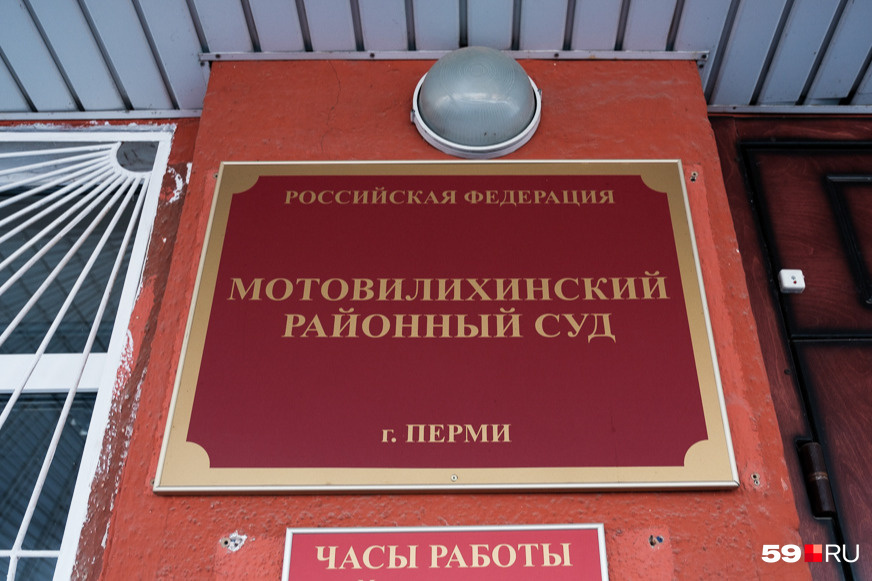 РОССИЙСКАЯ ФЕДЕРАЦИЯ
МОТОВИЛИХИНСКИЙ
РАЙОННЫЙ СУД
г. ПЕРМИ
ЧАСЫ РАБОТЫ
59 RU